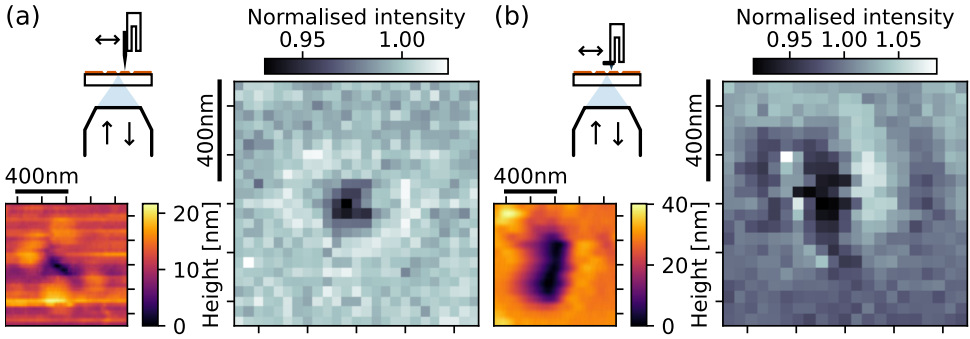 (a)
Normalised intensity
0.95
1.00
400nm
400nm
20
10
0
Height [nm]
(b)
Normalised intensity
0.95
1.00
1.05
400nm
400nm
40
20
0
Height [nm]